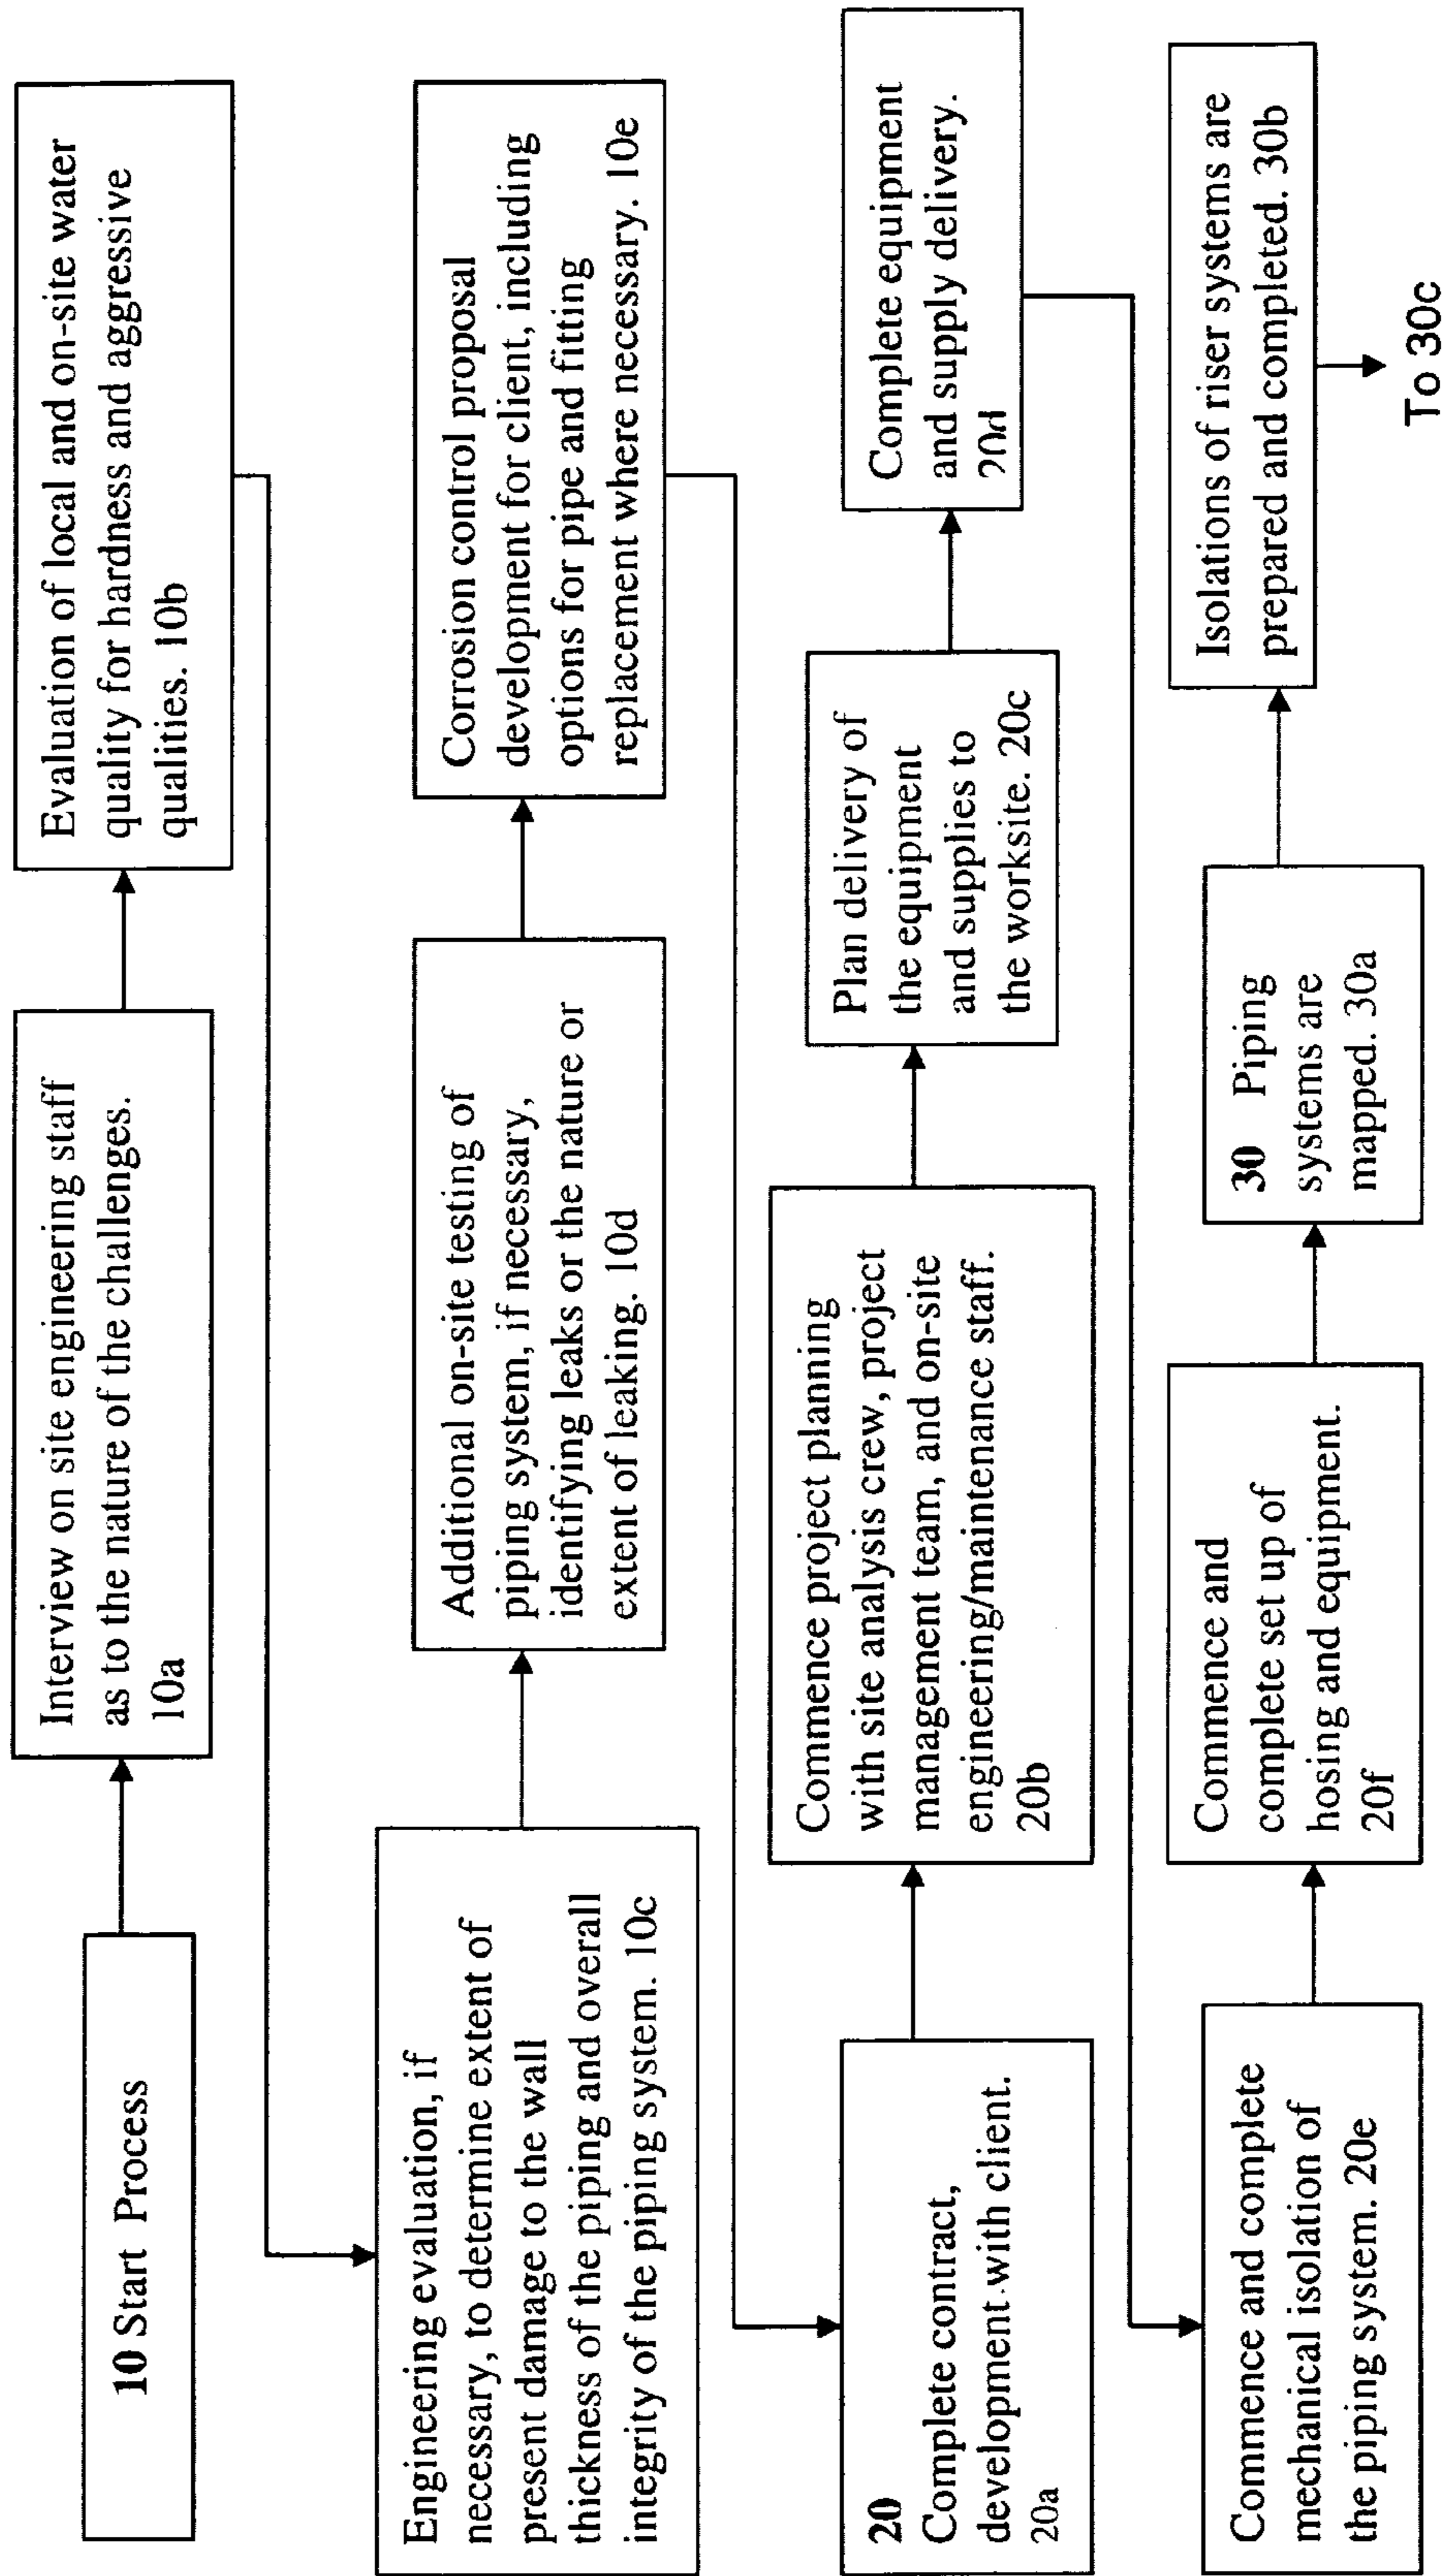 10 Start Process
Interview on site engineering staff
as to the nature of the challenges.
10a
Evaluation of local and on-site water
quality for hardness and aggressive
qualities. 10b
Engineering evaluation, if
necessary, to determine extent of
present damage to the wall
thickness of the piping and overall
integrity of the piping system. 10c
Additional on-site testing of
piping system, if necessary,
identifying leaks or the nature or
extent of leaking. 10d
Corrosion control proposal
development for client, including
options for pipe and fitting
replacement where necessary. 10e
20
Complete contract,
development with client.
20a
Commence project planning
with site analysis crew, project
management team, and on-site
engineering/maintenance staff.
20b
Plan delivery of
the equipment
and supplies to
the worksite. 20c
Complete equipment
and supply delivery.
20d
Commence and complete
mechanical isolation of
the piping system. 20e
Commence and
complete set up of
hosing and equipment.
20f
30 Piping
systems are
mapped. 30a
Isolations of riser systems are
prepared and completed. 30b
To 30c